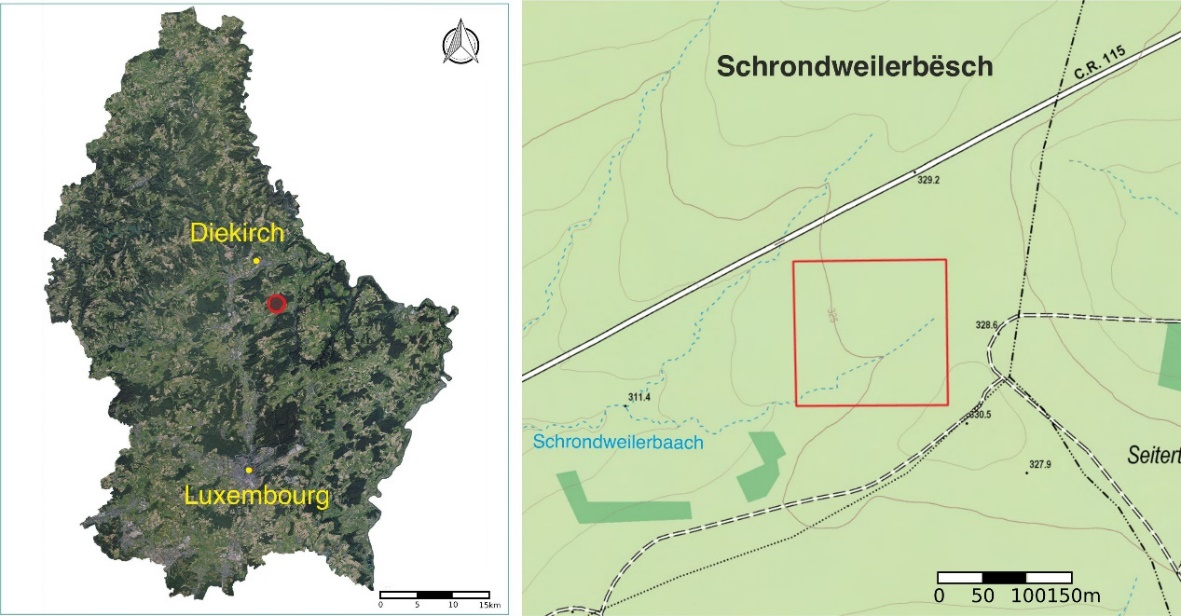 Diekirch
Luxembourg
0 5 10 15km
Schrondweilerbësch
C.R. 115
329.2
325
328.6
311.4
330.5
Schrondweilerbaach
327.9
Seitert
0 50 100150m